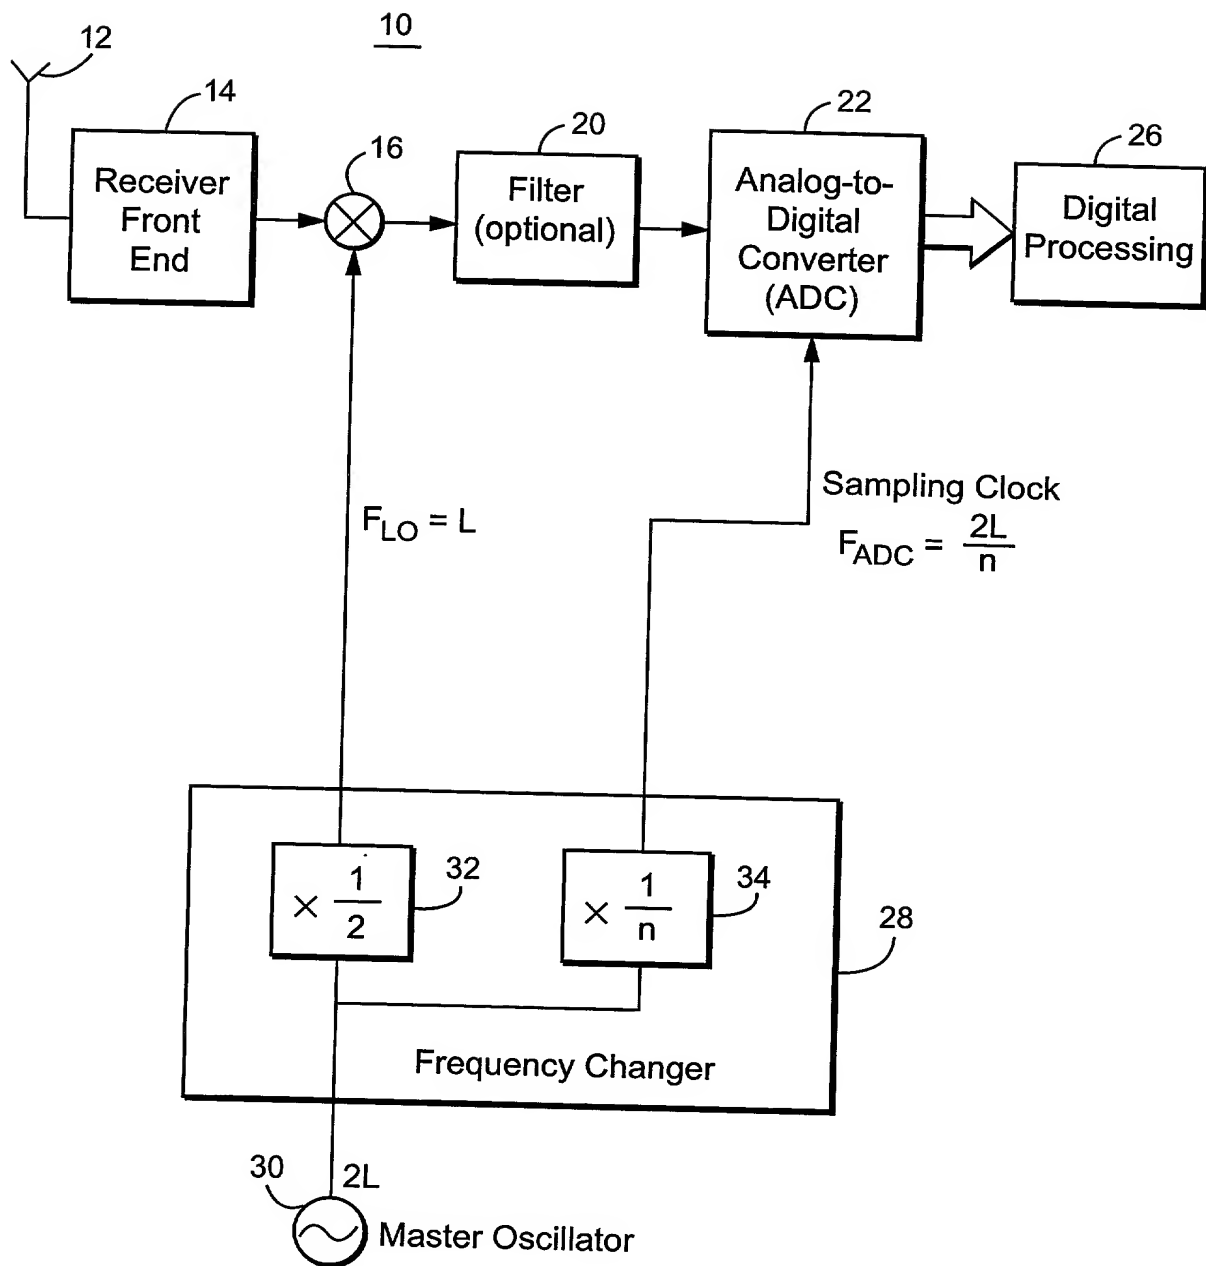 10
12
14
Receiver
Front
End
16
20
Filter
(optional)
22
Analog-to-
Digital
Converter
(ADC)
26
Digital
Processing
F_LO = L
Sampling Clock
F_ADC = 2L/n
× 1/2
32
× 1/n
34
28
Frequency Changer
30
2L
Master Oscillator